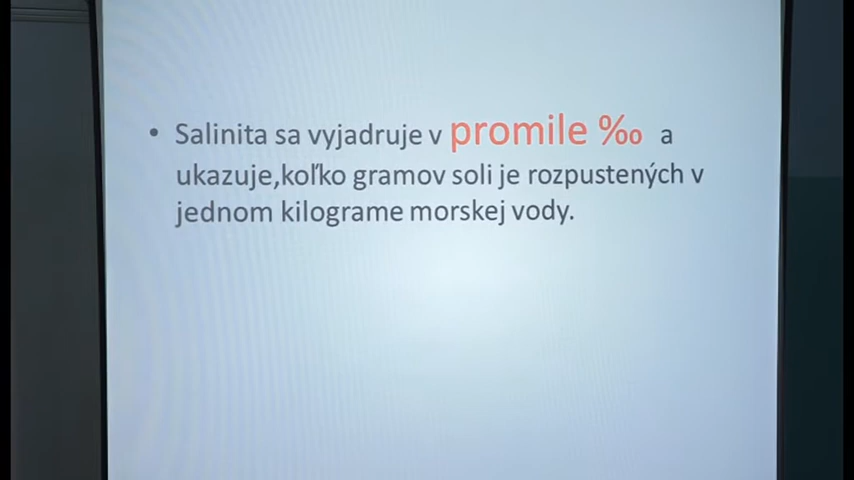 • Salinita sa vyjadruje v promile ‰ a
ukazuje,koľko gramov soli je rozpustených v
jednom kilograme morskej vody.